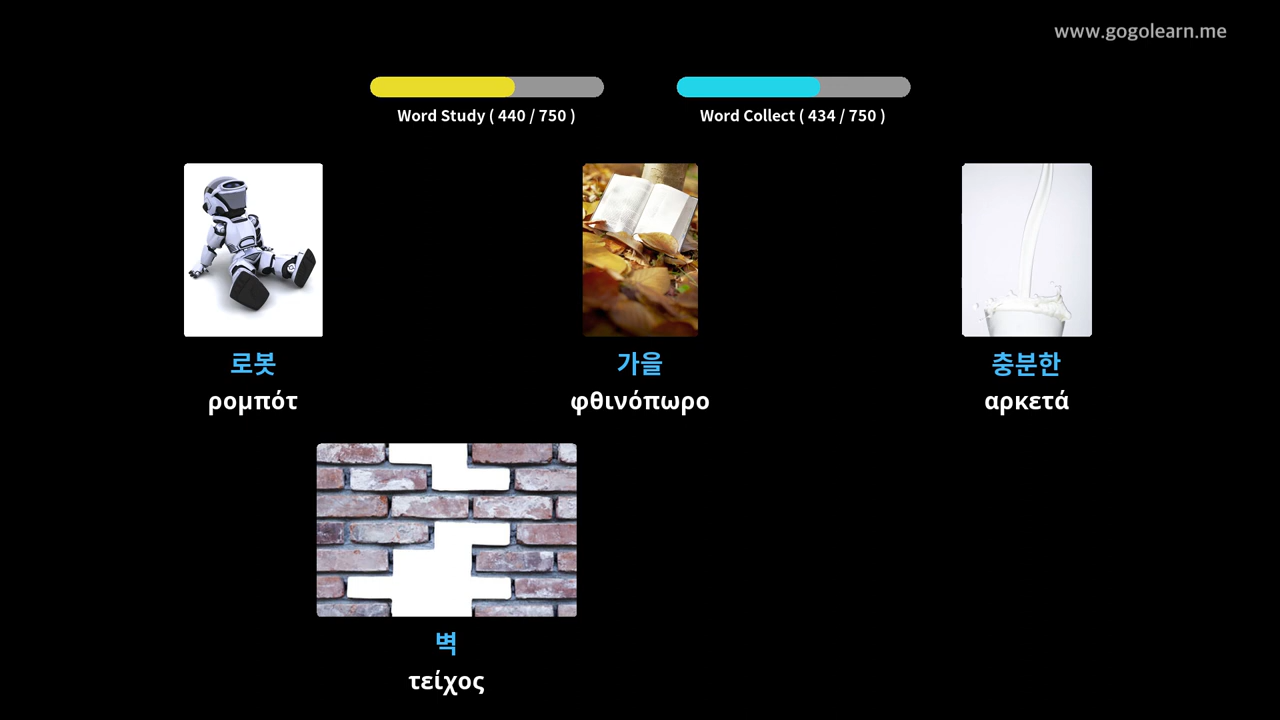 www.gogolearn.me
Word Study ( 440 / 750 )
Word Collect ( 434 / 750 )
로봇
ρομπότ
가을
φθινόπωρο
충분한
αρκετά
벽
τείχος